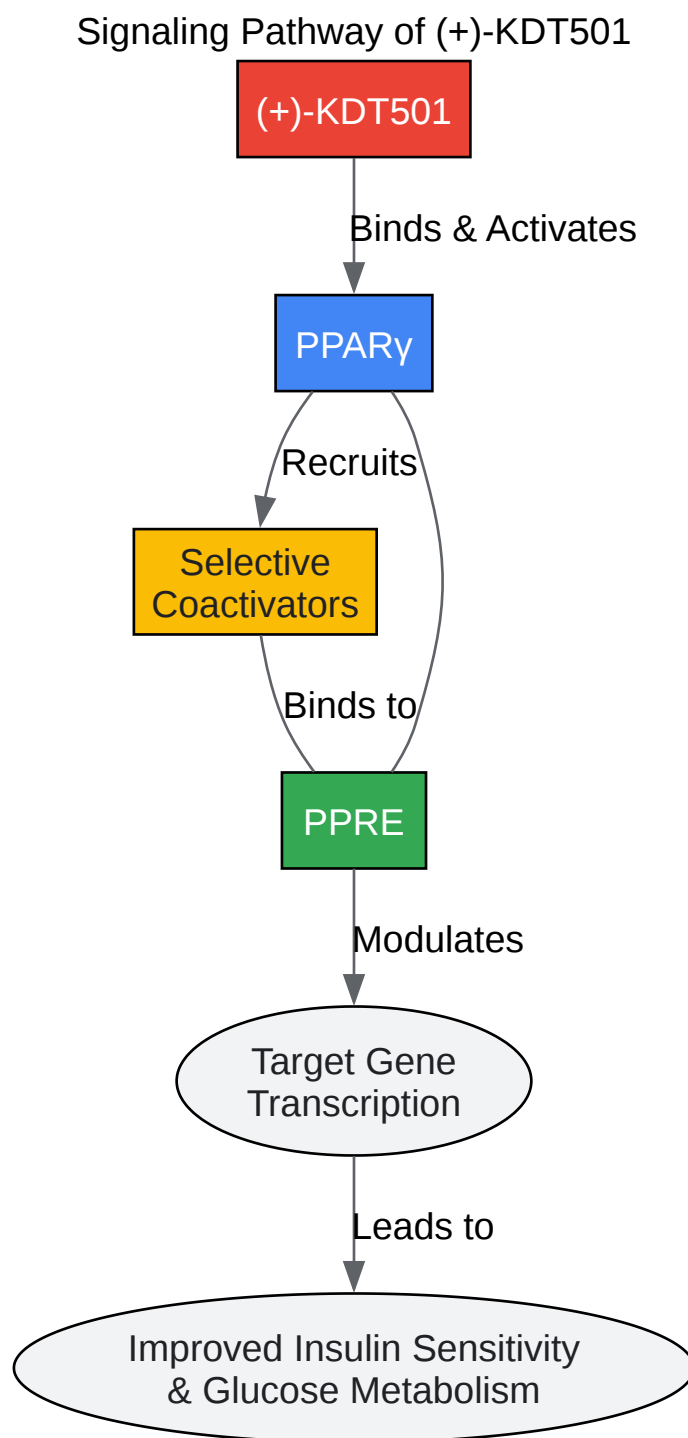 Signaling Pathway of (+)-KDT501
(+)-KDT501
Binds & Activates
PPARγ
Recruits
Selective
Coactivators
Binds to
PPRE
Modulates
Target Gene
Transcription
Leads to
Improved Insulin Sensitivity
& Glucose Metabolism